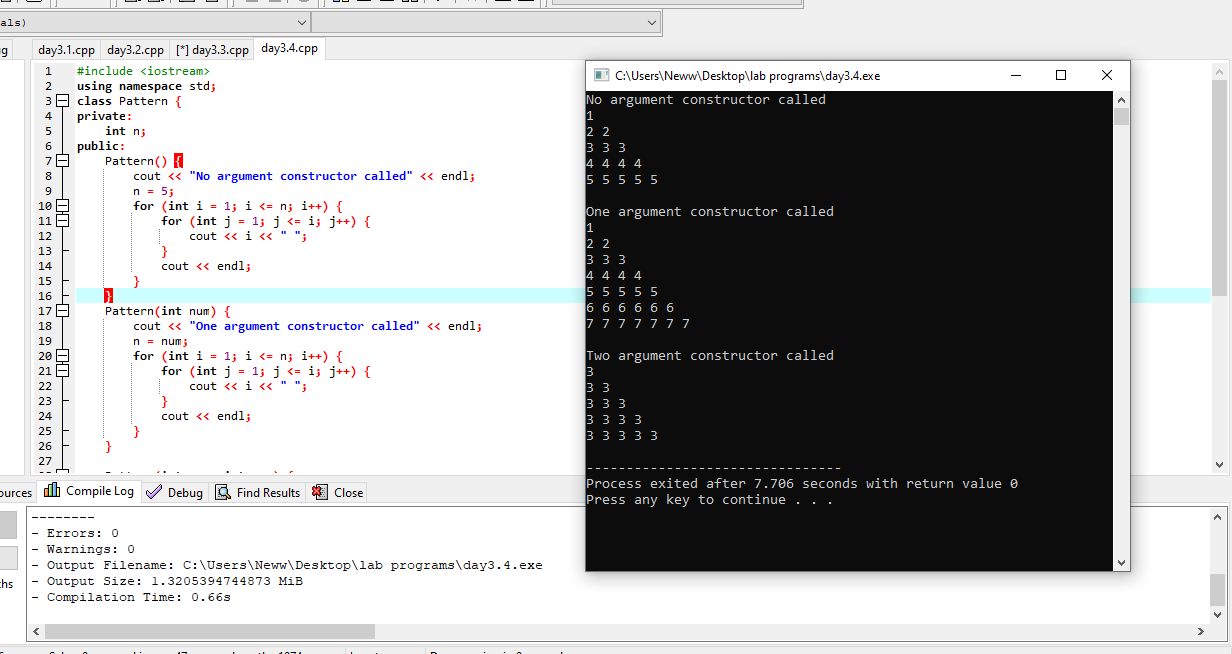 als)
g
day3.1.cpp
day3.2.cpp
[*] day3.3.cpp
day3.4.cpp
1 #include <iostream>
2 using namespace std;
3 class Pattern {
4 private:
5 int n;
6 public:
7 Pattern() {
8 cout << "No argument constructor called" << endl;
9 n = 5;
10 for (int i = 1; i <= n; i++) {
11 for (int j = 1; j <= i; j++) {
12 cout << i << " ";
13 }
14 cout << endl;
15 }
16 }
17 Pattern(int num) {
18 cout << "One argument constructor called" << endl;
19 n = num;
20 for (int i = 1; i <= n; i++) {
21 for (int j = 1; j <= i; j++) {
22 cout << i << " ";
23 }
24 cout << endl;
25 }
26 }
27
C:\Users\Neww\Desktop\lab programs\day3.4.exe
No argument constructor called
1
2 2
3 3 3
4 4 4 4
5 5 5 5 5
One argument constructor called
1
2 2
3 3 3
4 4 4 4
5 5 5 5 5
6 6 6 6 6 6
7 7 7 7 7 7 7
Two argument constructor called
3
3 3
3 3 3
3 3 3 3
3 3 3 3 3
--------------------------------
Process exited after 7.706 seconds with return value 0
Press any key to continue . . .
ources
Compile Log
Debug
Find Results
Close
ths
--------
- Errors: 0
- Warnings: 0
- Output Filename: C:\Users\Neww\Desktop\lab programs\day3.4.exe
- Output Size: 1.3205394744873 MiB
- Compilation Time: 0.66s